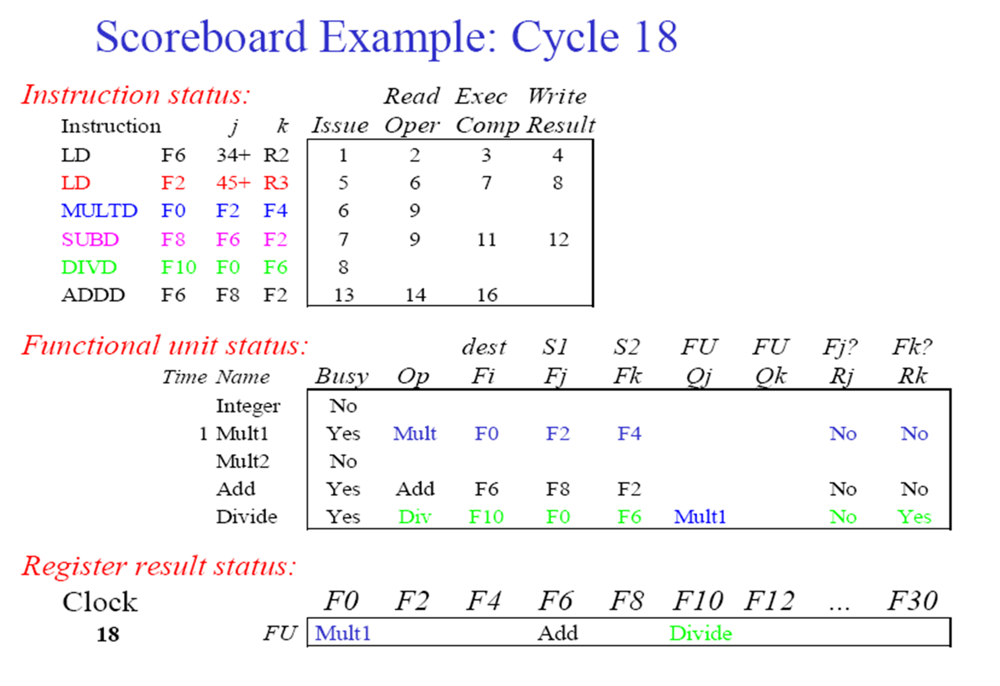 Scoreboard Example: Cycle 18
Instruction status: Read Exec Write
Instruction j k Issue Oper Comp Result
LD F6 34+ R2 1 2 3 4
LD F2 45+ R3 5 6 7 8
MULTD F0 F2 F4 6 9
SUBD F8 F6 F2 7 9 11 12
DIVD F10 F0 F6 8
ADDD F6 F8 F2 13 14 16
Functional unit status: dest S1 S2 FU FU Fj? Fk?
Time Name Busy Op Fi Fj Fk Qj Qk Rj Rk
Integer No
1 Mult1 Yes Mult F0 F2 F4 No No
Mult2 No
Add Yes Add F6 F8 F2 No No
Divide Yes Div F10 F0 F6 Mult1 No Yes
Register result status:
Clock F0 F2 F4 F6 F8 F10 F12 ... F30
18 FU Mult1 Add Divide